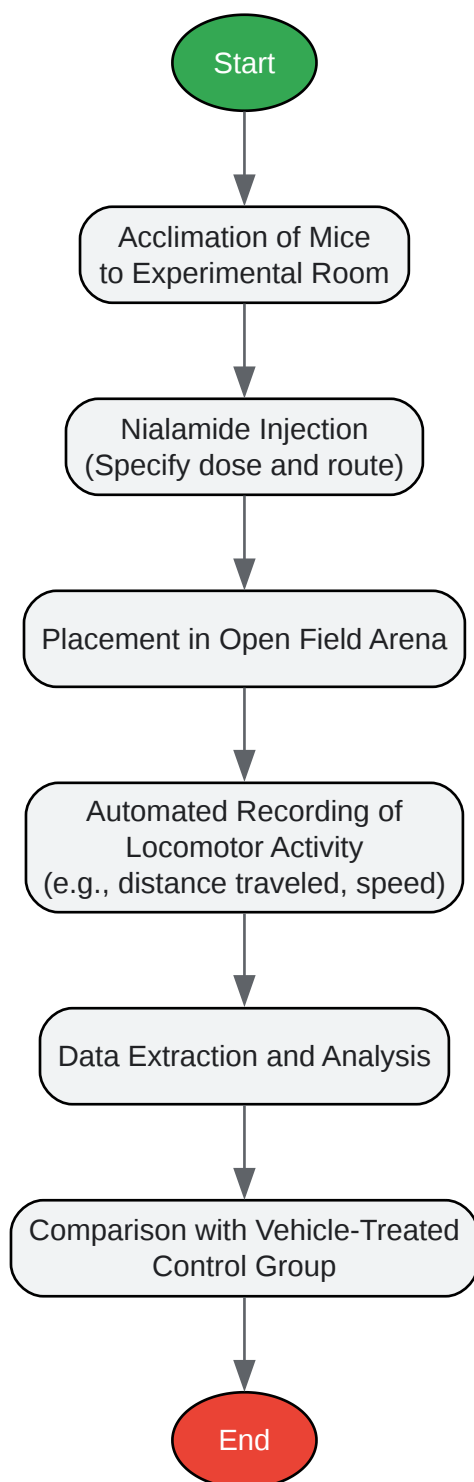 Start
Acclimation of Mice
to Experimental Room
Nialamide Injection
(Specify dose and route)
Placement in Open Field Arena
Automated Recording of
Locomotor Activity
(e.g., distance traveled, speed)
Data Extraction and Analysis
Comparison with Vehicle-Treated
Control Group
End